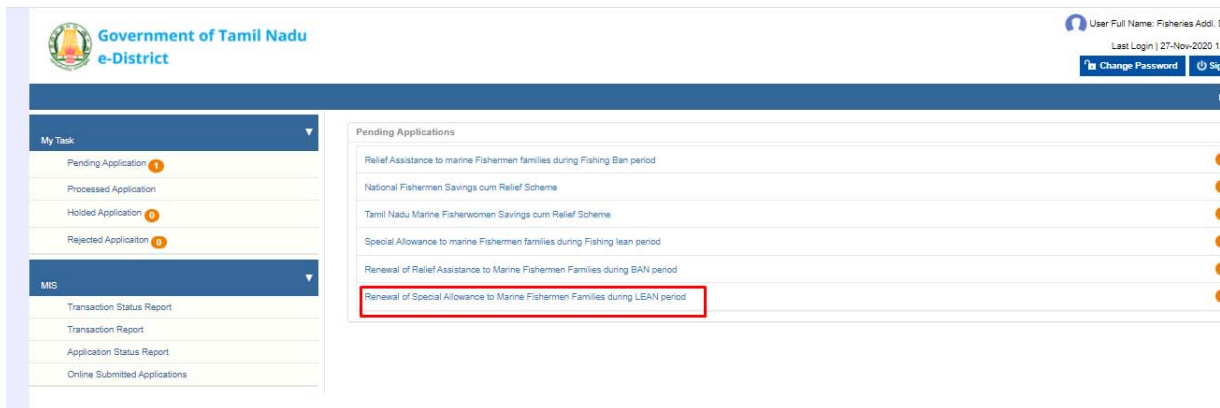 Government of Tamil Nadu
e-District
User Full Name: Fisheries Addl.
Last Login | 27-Nov-2020
Change Password
My Task
Pending Application 1
Processed Application
Holded Application 0
Rejected Applicaiton 0
MIS
Transaction Status Report
Transaction Report
Application Status Report
Online Submitted Applications
Pending Applications
Relief Assistance to marine Fishermen families during Fishing Ban period
National Fishermen Savings cum Relief Scheme
Tamil Nadu Marine Fisherwomen Savings cum Relief Scheme
Special Allowance to marine Fishermen families during Fishing lean period
Renewal of Relief Assistance to Marine Fishermen Families during BAN period
Renewal of Special Allowance to Marine Fishermen Families during LEAN period